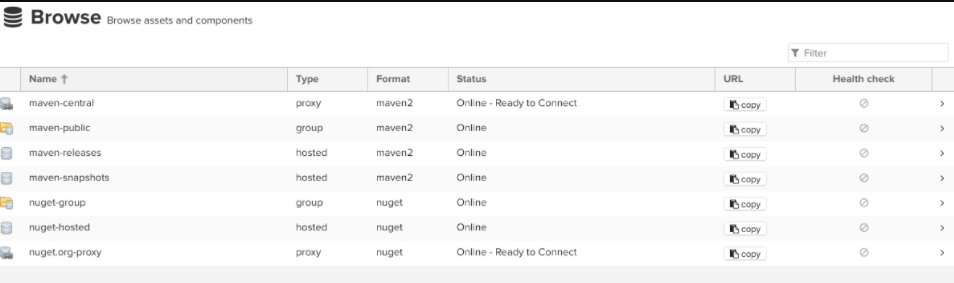 Browse Browse assets and components
Filter
Name Type Format Status URL Health check
maven-central proxy maven2 Online - Ready to Connect copy
maven-public group maven2 Online copy
maven-releases hosted maven2 Online copy
maven-snapshots hosted maven2 Online copy
nuget-group group nuget Online copy
nuget-hosted hosted nuget Online copy
nuget.org-proxy proxy nuget Online - Ready to Connect copy